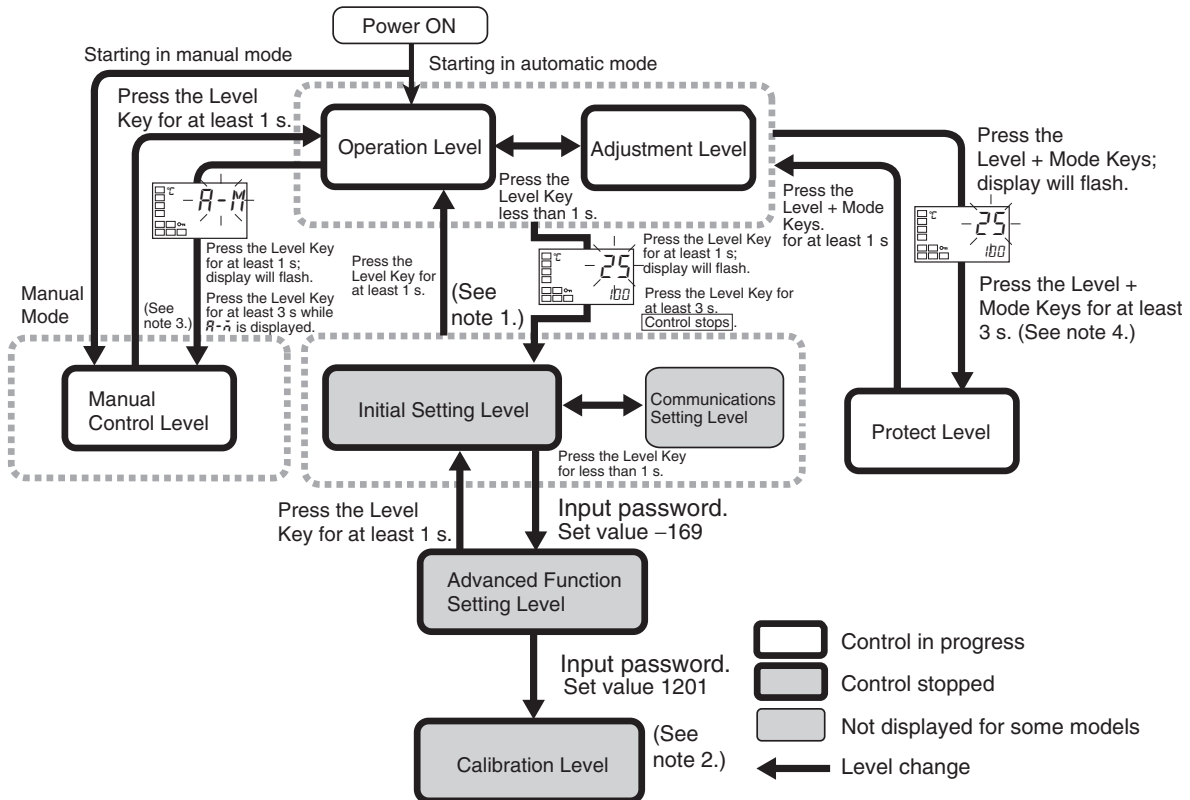 Power ON
Starting in manual mode
Starting in automatic mode
Press the Level
Key for at least 1 s.
Operation Level
Adjustment Level
Press the
Level Key
less than 1 s.
Press the
Level + Mode Keys;
display will flash.
Press the
Level + Mode
Keys.
for at least 1 s
°C
A-M
Press the Level Key
for at least 1 s;
display will flash.
Press the Level Key
for at least 3 s while
A-M is displayed.
Manual
Mode
(See
note 3.)
Press the
Level Key for
at least 1 s.
(See
note 1.)
°C
25
100
Press the Level Key
for at least 1 s;
display will flash.
Press the Level Key for
at least 3 s.
Control stops.
°C
25
100
Press the Level +
Mode Keys for at least
3 s. (See note 4.)
Manual
Control Level
Initial Setting Level
Communications
Setting Level
Protect Level
Press the Level Key
for less than 1 s.
Press the Level
Key for at least 1 s.
Input password.
Set value −169
Advanced Function
Setting Level
Input password.
Set value 1201
Calibration Level
(See
note 2.)
Control in progress
Control stopped
Not displayed for some models
Level change